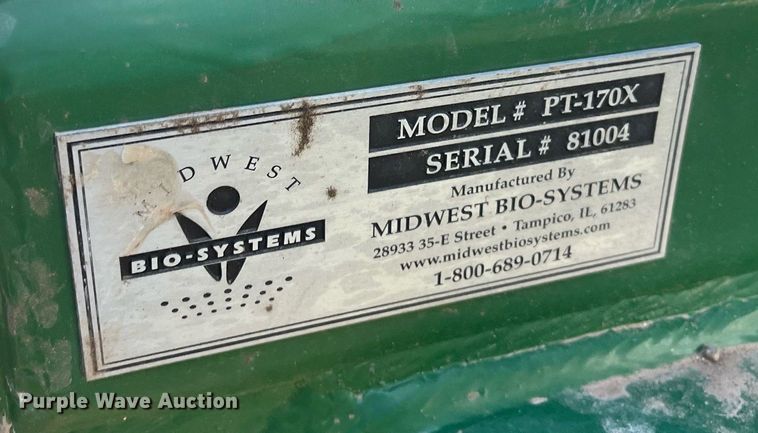 MIDWEST
BIO-SYSTEMS
MODEL # PT-170X
SERIAL # 81004
Manufactured By
MIDWEST BIO-SYSTEMS
28933 35-E Street • Tampico, IL, 61283
www.midwestbiosystems.com
1-800-689-0714
Purple Wave Auction